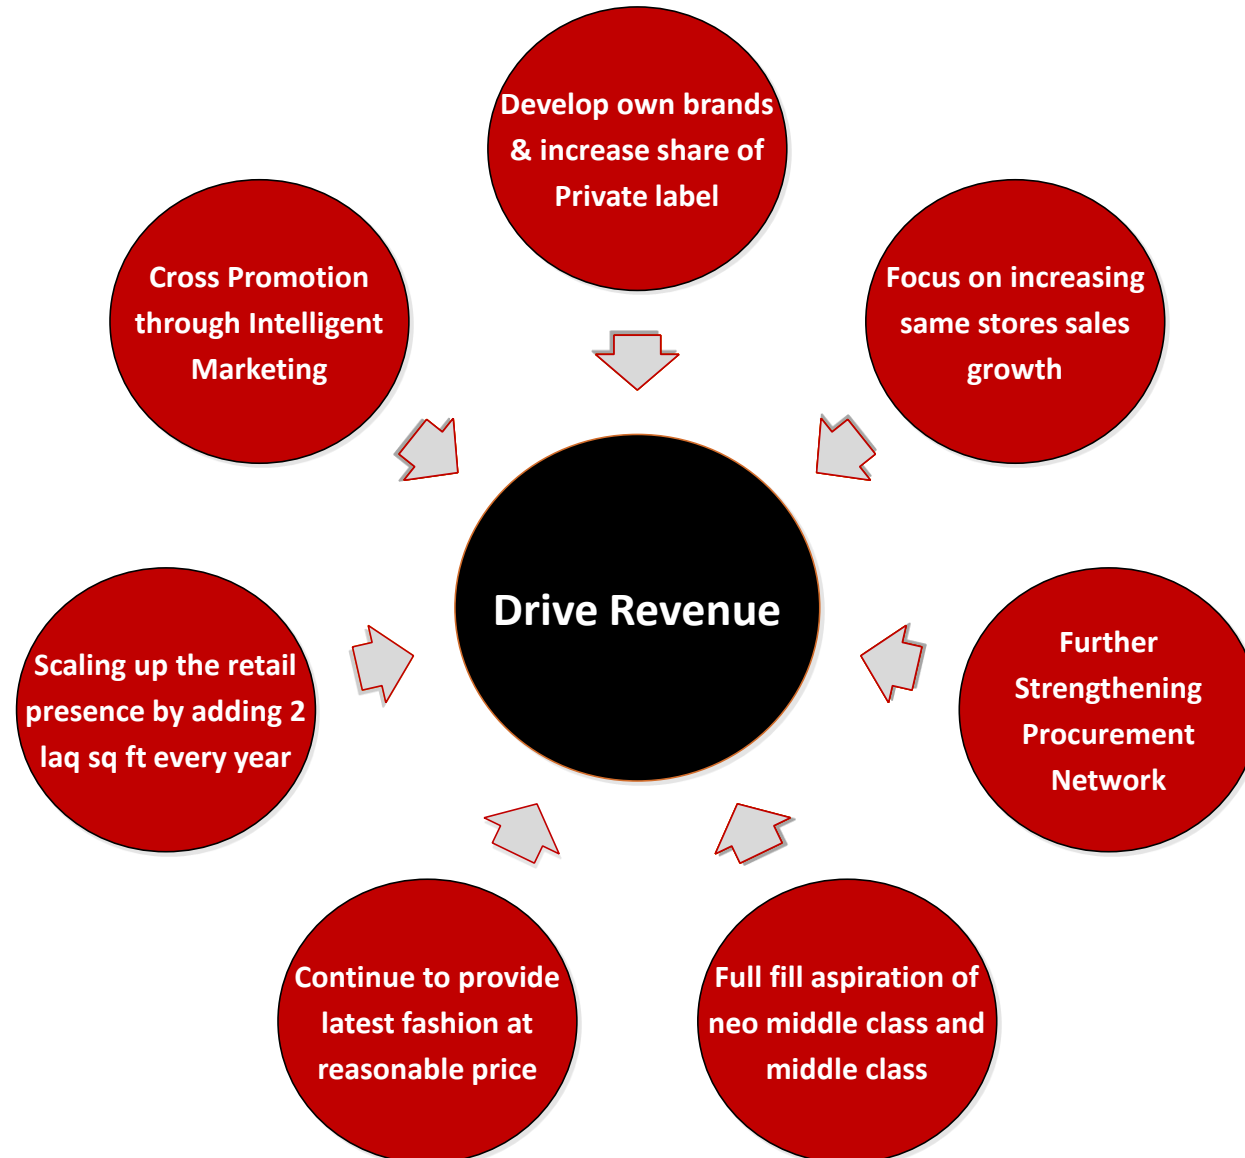 Develop own brands
& increase share of
Private label
Cross Promotion
through Intelligent
Marketing
Focus on increasing
same stores sales
growth
Drive Revenue
Scaling up the retail
presence by adding 2
laq sq ft every year
Further
Strengthening
Procurement
Network
Continue to provide
latest fashion at
reasonable price
Full fill aspiration of
neo middle class and
middle class